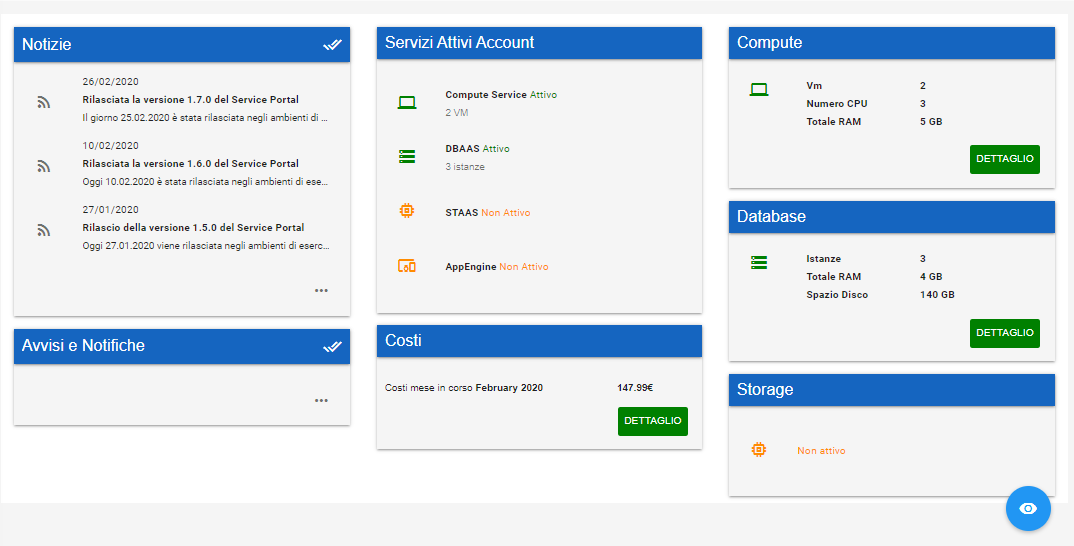 Notizie
26/02/2020
Rilasciata la versione 1.7.0 del Service Portal
Il giorno 25.02.2020 è stata rilasciata negli ambienti di ...
10/02/2020
Rilasciata la versione 1.6.0 del Service Portal
Oggi 10.02.2020 è stata rilasciata negli ambienti di ese...
27/01/2020
Rilascio della versione 1.5.0 del Service Portal
Oggi 27.01.2020 viene rilasciata negli ambienti di eserc...
Avvisi e Notifiche
Servizi Attivi Account
Compute Service Attivo
2 VM
DBAAS Attivo
3 istanze
STAAS Non Attivo
AppEngine Non Attivo
Costi
Costi mese in corso February 2020 147.99€
DETTAGLIO
Compute
Vm 2
Numero CPU 3
Totale RAM 5 GB
DETTAGLIO
Database
Istanze 3
Totale RAM 4 GB
Spazio Disco 140 GB
DETTAGLIO
Storage
Non attivo